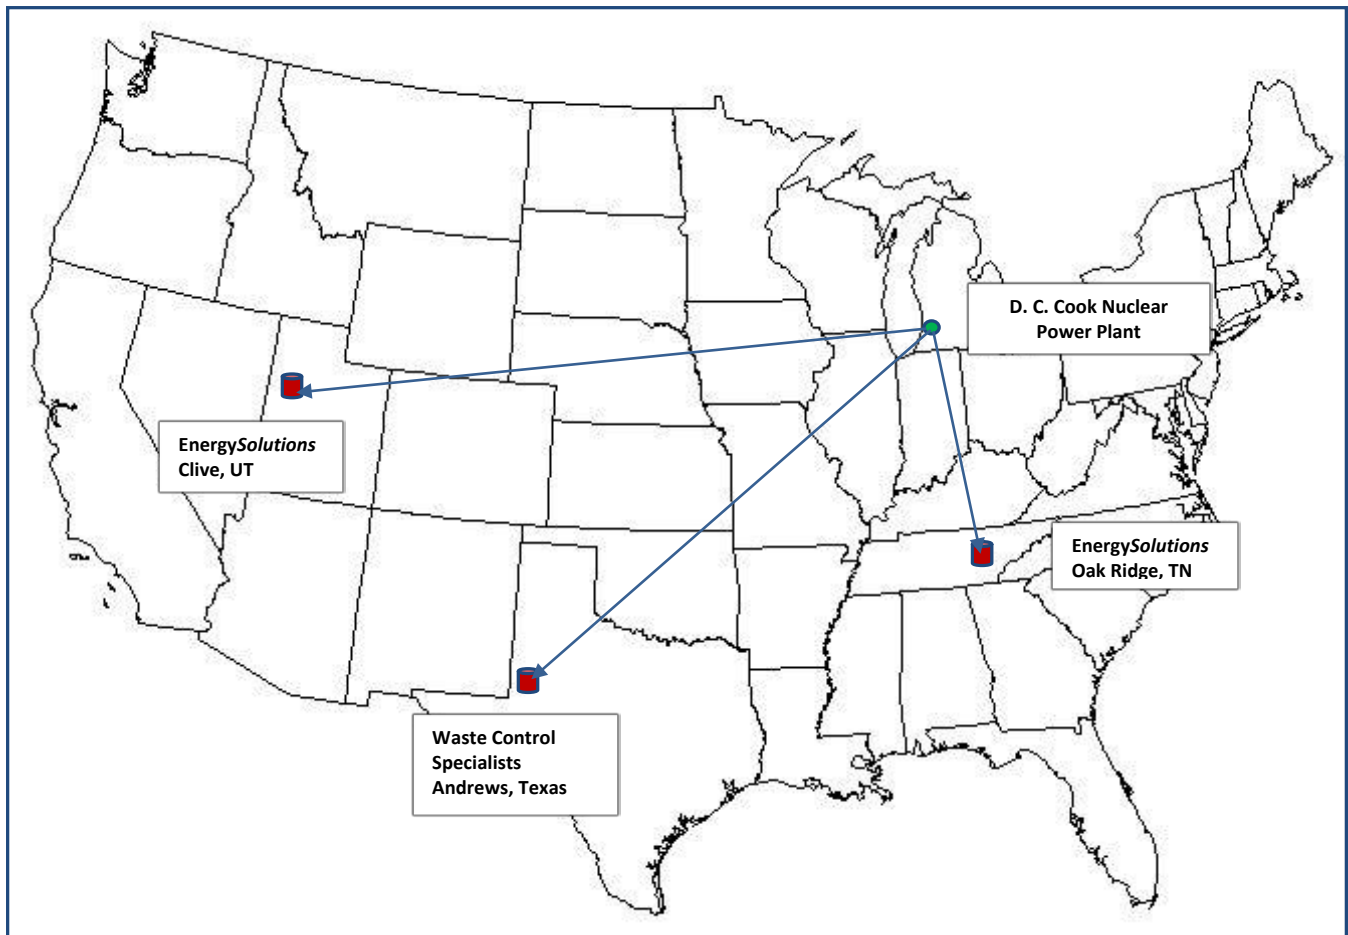 D. C. Cook Nuclear
Power Plant
EnergySolutions
Clive, UT
EnergySolutions
Oak Ridge, TN
Waste Control
Specialists
Andrews, Texas